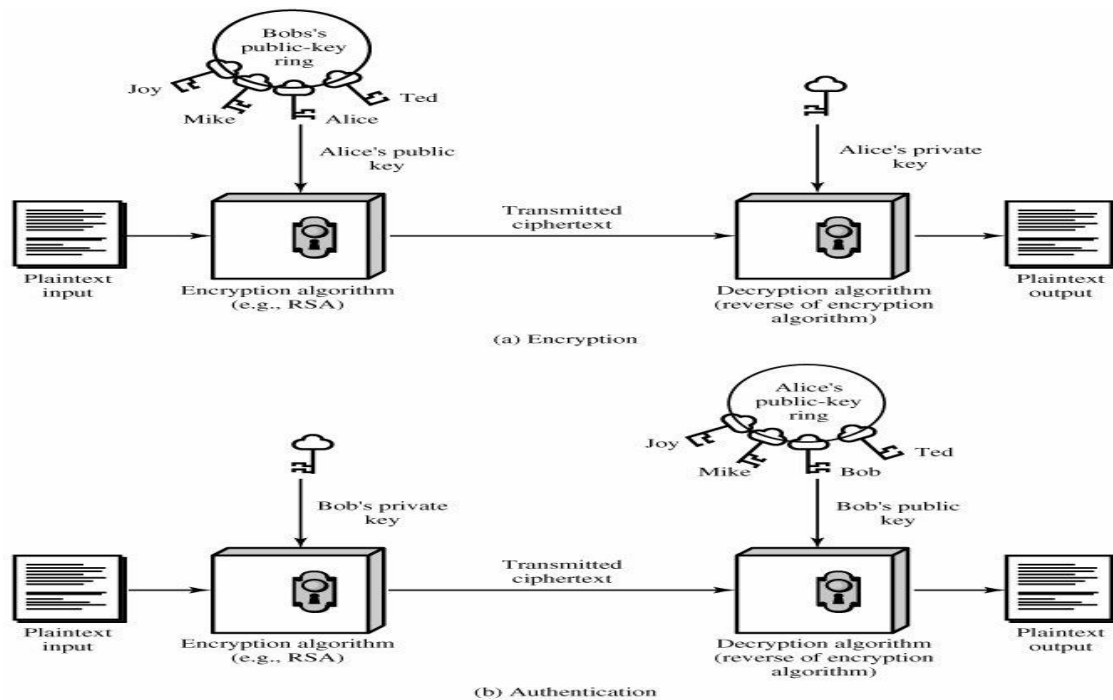 Bobs's
public-key
ring
Joy
Mike
Alice
Ted
Alice's public
key
Alice's private
key
Transmitted
ciphertext
Plaintext
input
Encryption algorithm
(e.g., RSA)
Decryption algorithm
(reverse of encryption
algorithm)
Plaintext
output
(a) Encryption
Alice's
public-key
ring
Joy
Mike
Bob
Ted
Bob's private
key
Bob's public
key
Transmitted
ciphertext
Plaintext
input
Encryption algorithm
(e.g., RSA)
Decryption algorithm
(reverse of encryption
algorithm)
Plaintext
output
(b) Authentication